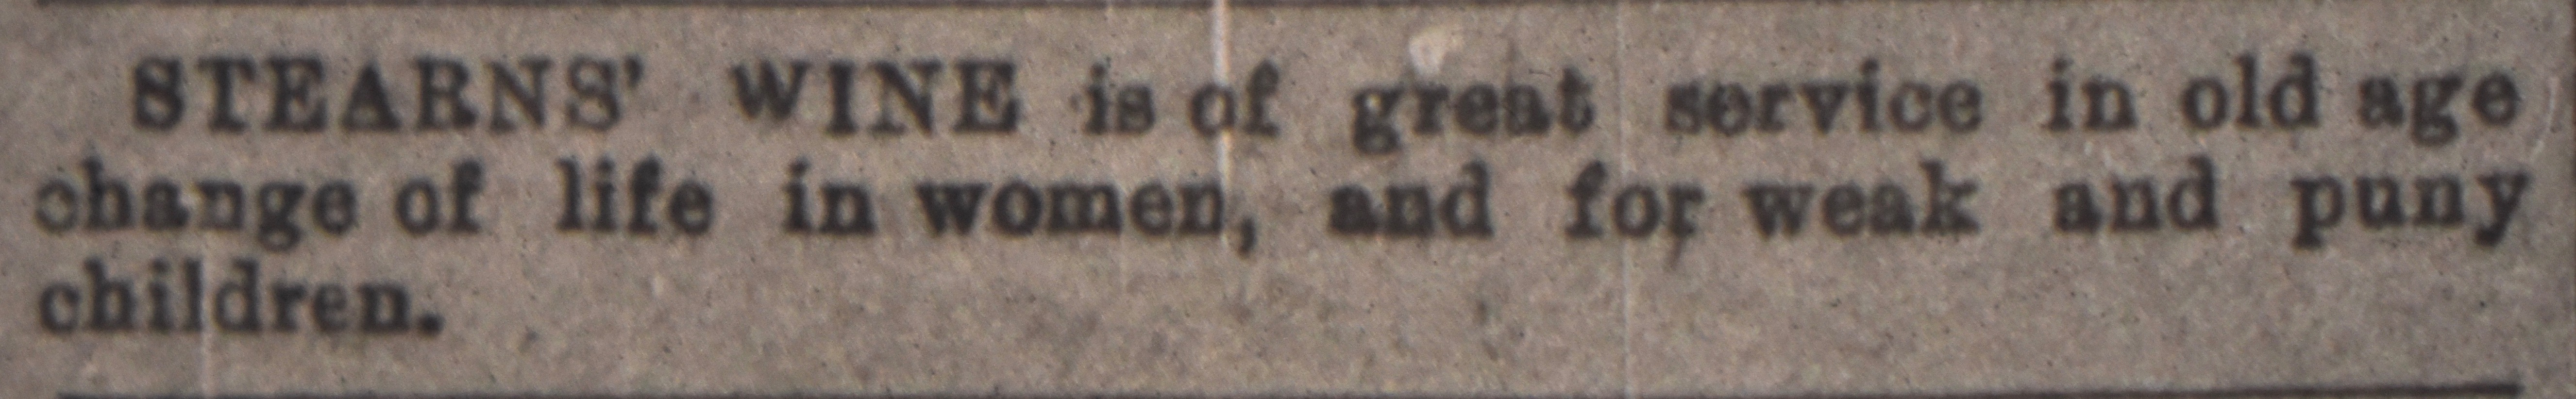 STEARNS' WINE is of great service in old age
change of life in women, and for weak and puny
children.